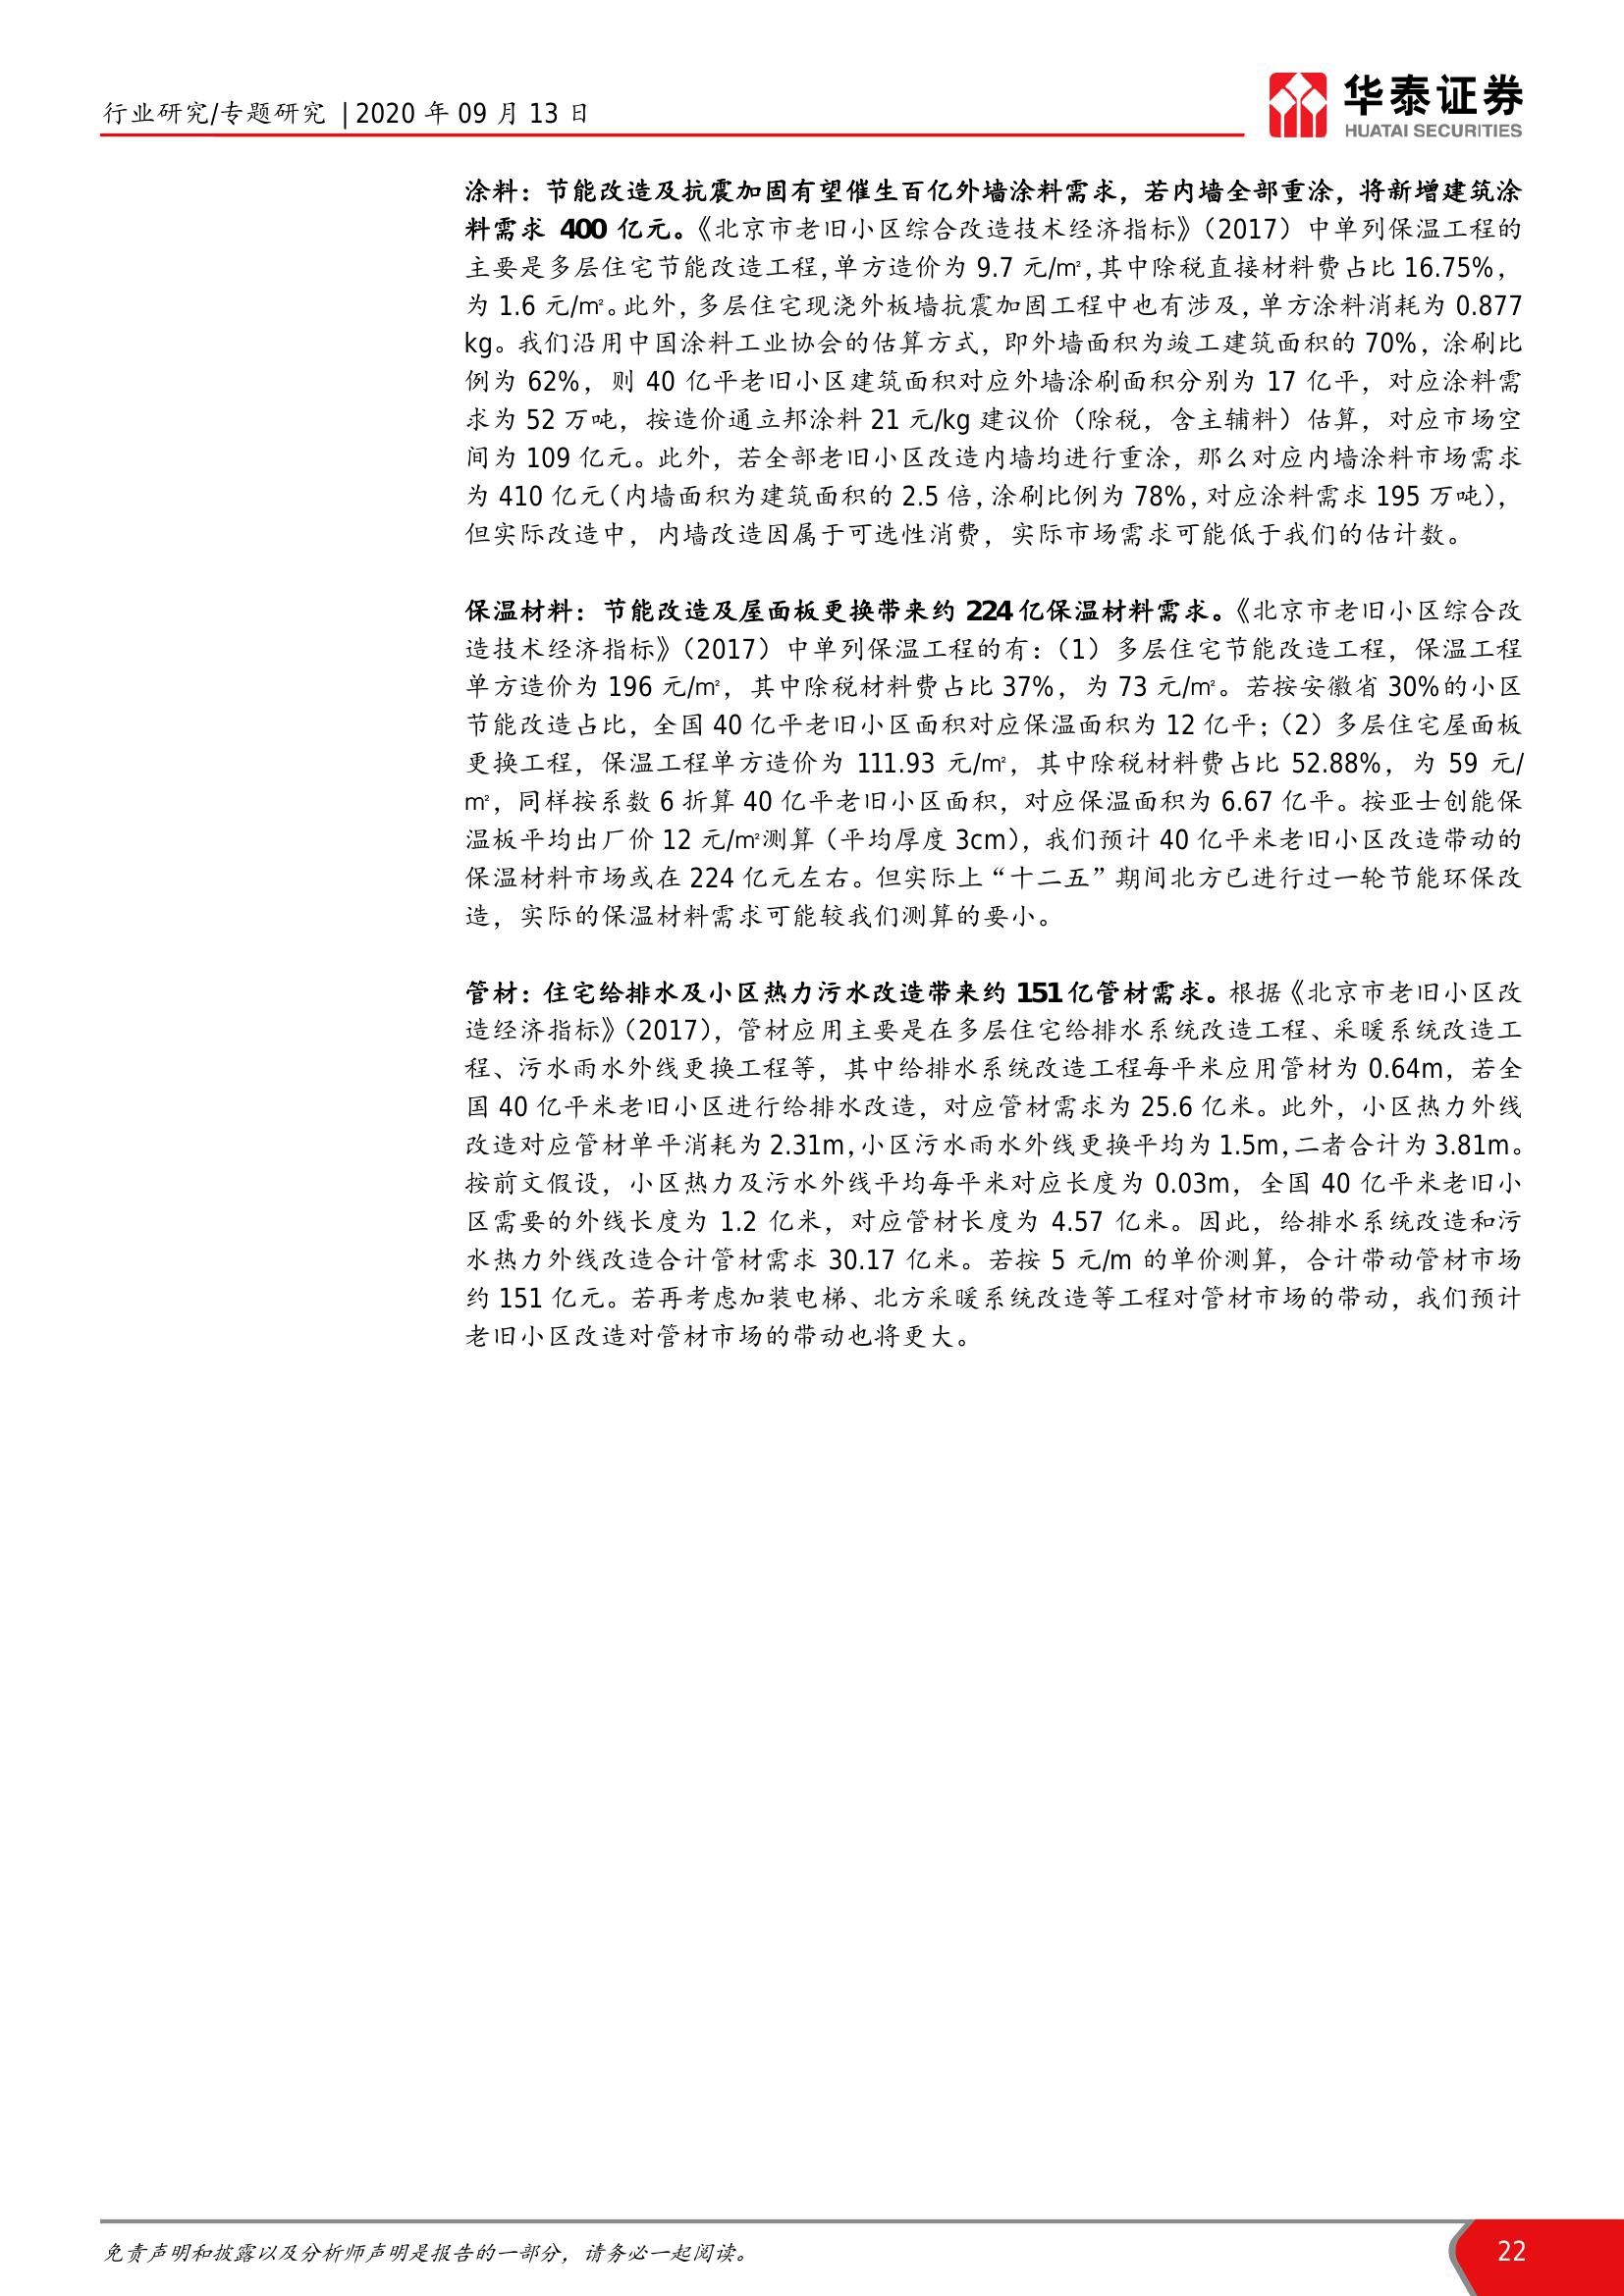 行业研究/专题研究 | 2020 年 09 月 13 日
华泰证券
HUATAI SECURITIES
涂料：节能改造及抗震加固有望催生百亿外墙涂料需求，若内墙全部重涂，将新增建筑涂
料需求 400 亿元。《北京市老旧小区综合改造技术经济指标》（2017）中单列保温工程的
主要是多层住宅节能改造工程，单方造价为 9.7 元/㎡，其中除税直接材料费占比 16.75%，
为 1.6 元/㎡。此外，多层住宅现浇外板墙抗震加固工程中也有涉及，单方涂料消耗为 0.877
kg。我们沿用中国涂料工业协会的估算方式，即外墙面积为竣工建筑面积的 70%，涂刷比
例为 62%，则 40 亿平老旧小区建筑面积对应外墙涂刷面积分别为 17 亿平，对应涂料需
求为 52 万吨，按造价通立邦涂料 21 元/kg 建议价（除税，含主辅料）估算，对应市场空
间为 109 亿元。此外，若全部老旧小区改造内墙均进行重涂，那么对应内墙涂料市场需求
为 410 亿元（内墙面积为建筑面积的 2.5 倍，涂刷比例为 78%，对应涂料需求 195 万吨），
但实际改造中，内墙改造因属于可选性消费，实际市场需求可能低于我们的估计数。
保温材料：节能改造及屋面板更换带来约 224 亿保温材料需求。《北京市老旧小区综合改
造技术经济指标》（2017）中单列保温工程的有：（1）多层住宅节能改造工程，保温工程
单方造价为 196 元/㎡，其中除税材料费占比 37%，为 73 元/㎡。若按安徽省 30%的小区
节能改造占比，全国 40 亿平老旧小区面积对应保温面积为 12 亿平；（2）多层住宅屋面板
更换工程，保温工程单方造价为 111.93 元/㎡，其中除税材料费占比 52.88%，为 59 元/
㎡，同样按系数 6 折算 40 亿平老旧小区面积，对应保温面积为 6.67 亿平。按亚士创能保
温板平均出厂价 12 元/㎡测算（平均厚度 3cm），我们预计 40 亿平米老旧小区改造带动的
保温材料市场或在 224 亿元左右。但实际上“十二五”期间北方已进行过一轮节能环保改
造，实际的保温材料需求可能较我们测算的要小。
管材：住宅给排水及小区热力污水改造带来约 151 亿管材需求。根据《北京市老旧小区改
造经济指标》（2017），管材应用主要是在多层住宅给排水系统改造工程、采暖系统改造工
程、污水雨水外线更换工程等，其中给排水系统改造工程每平米应用管材为 0.64m，若全
国 40 亿平米老旧小区进行给排水改造，对应管材需求为 25.6 亿米。此外，小区热力外线
改造对应管材单平消耗为 2.31m，小区污水雨水外线更换平均为 1.5m，二者合计为 3.81m。
按前文假设，小区热力及污水外线平均每平米对应长度为 0.03m，全国 40 亿平米老旧小
区需要的外线长度为 1.2 亿米，对应管材长度为 4.57 亿米。因此，给排水系统改造和污
水热力外线改造合计管材需求 30.17 亿米。若按 5 元/m 的单价测算，合计带动管材市场
约 151 亿元。若再考虑加装电梯、北方采暖系统改造等工程对管材市场的带动，我们预计
老旧小区改造对管材市场的带动也将更大。
免责声明和披露以及分析师声明是报告的一部分，请务必一起阅读。
22